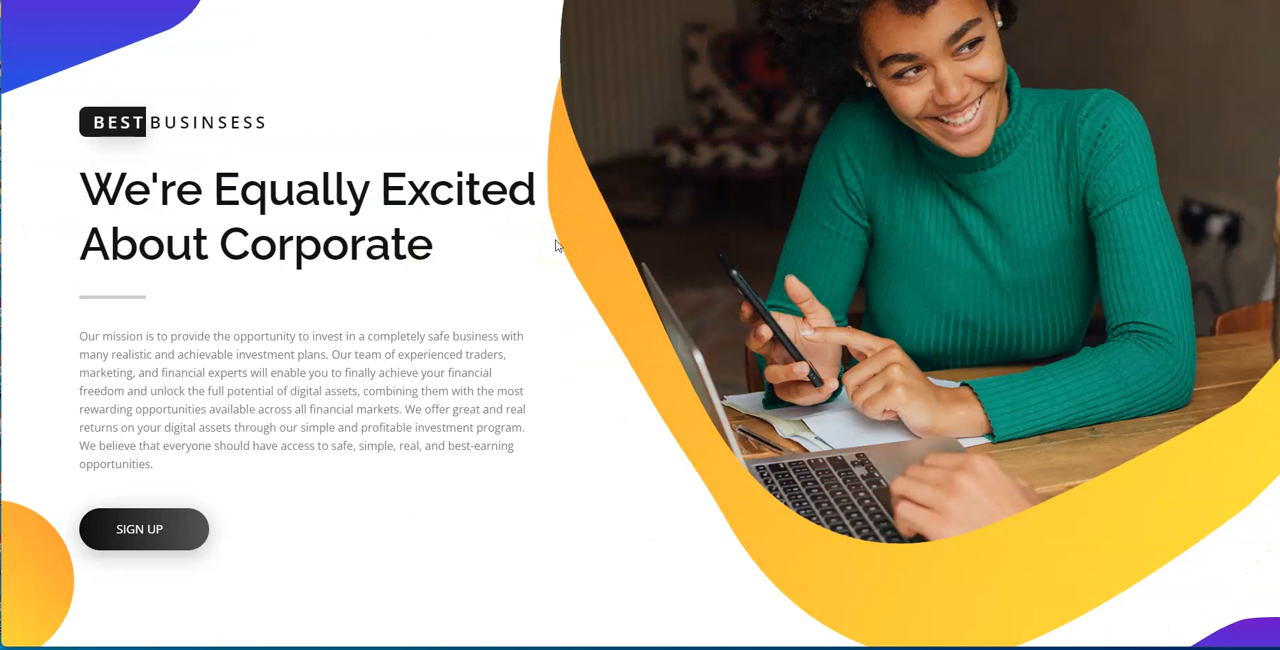 BEST BUSINSESS
We're Equally Excited
About Corporate
Our mission is to provide the opportunity to invest in a completely safe business with
many realistic and achievable investment plans. Our team of experienced traders,
marketing, and financial experts will enable you to finally achieve your financial
freedom and unlock the full potential of digital assets, combining them with the most
rewarding opportunities available across all financial markets. We offer great and real
returns on your digital assets through our simple and profitable investment program.
We believe that everyone should have access to safe, simple, real, and best-earning
opportunities.
SIGN UP